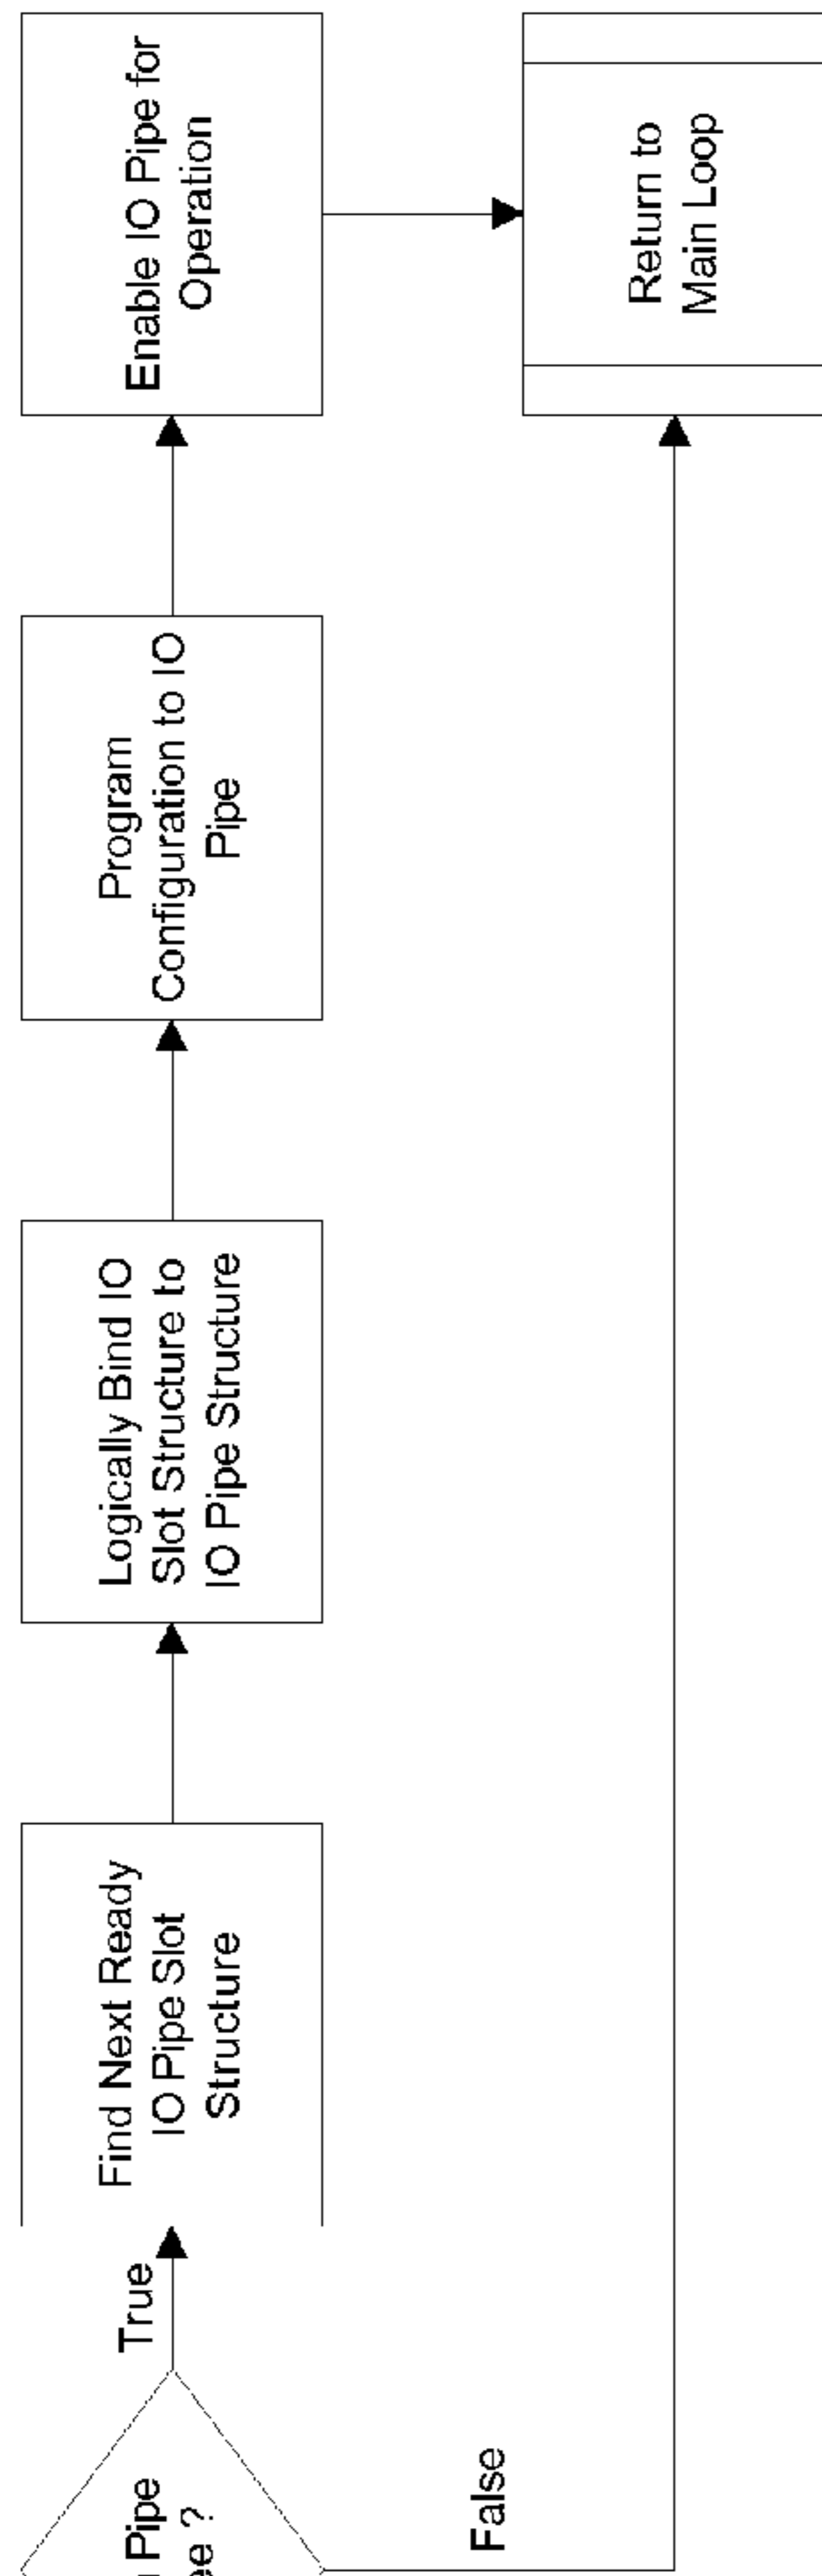 Pipe
?
True
False
Find Next Ready
IO Pipe Slot
Structure
Logically Bind IO
Slot Structure to
IO Pipe Structure
Program
Configuration to IO
Pipe
Enable IO Pipe for
Operation
Return to
Main Loop